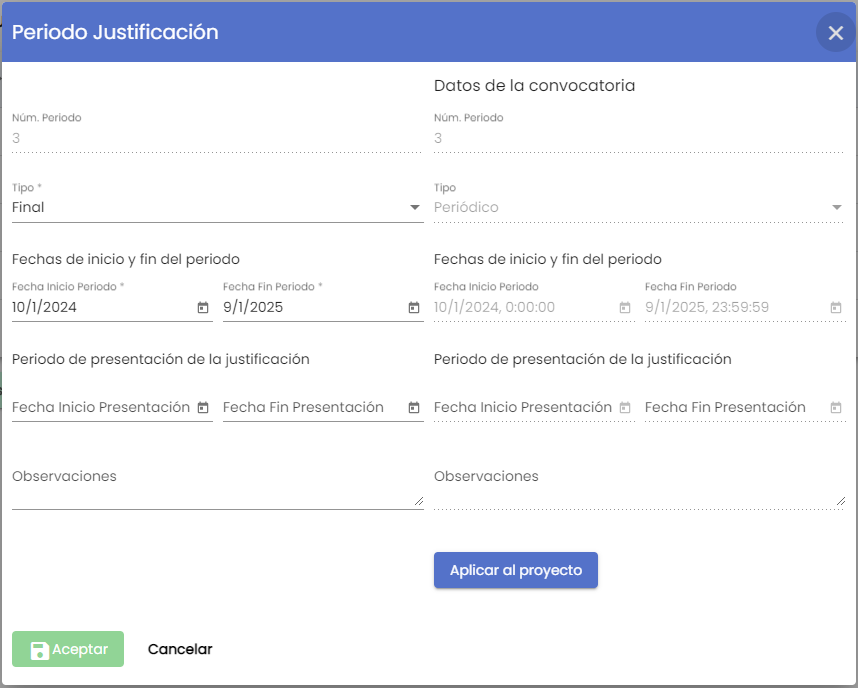 Periodo Justificación
Datos de la convocatoria
Núm. Periodo
Núm. Periodo
3
3
Tipo *
Tipo
Final
Periódico
Fechas de inicio y fin del periodo
Fechas de inicio y fin del periodo
Fecha Inicio Periodo *
Fecha Fin Periodo *
Fecha Inicio Periodo
Fecha Fin Periodo
10/1/2024
9/1/2025
10/1/2024, 0:00:00
9/1/2025, 23:59:59
Periodo de presentación de la justificación
Periodo de presentación de la justificación
Fecha Inicio Presentación
Fecha Fin Presentación
Fecha Inicio Presentación
Fecha Fin Presentación
Observaciones
Observaciones
Aplicar al proyecto
Aceptar
Cancelar